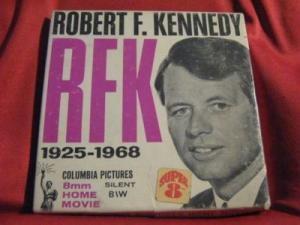 ROBERT F. KENNEDY
RFK
1925-1968
COLUMBIA PICTURES
8mm SILENT
HOME B\W
MOVIE
SUPER
8